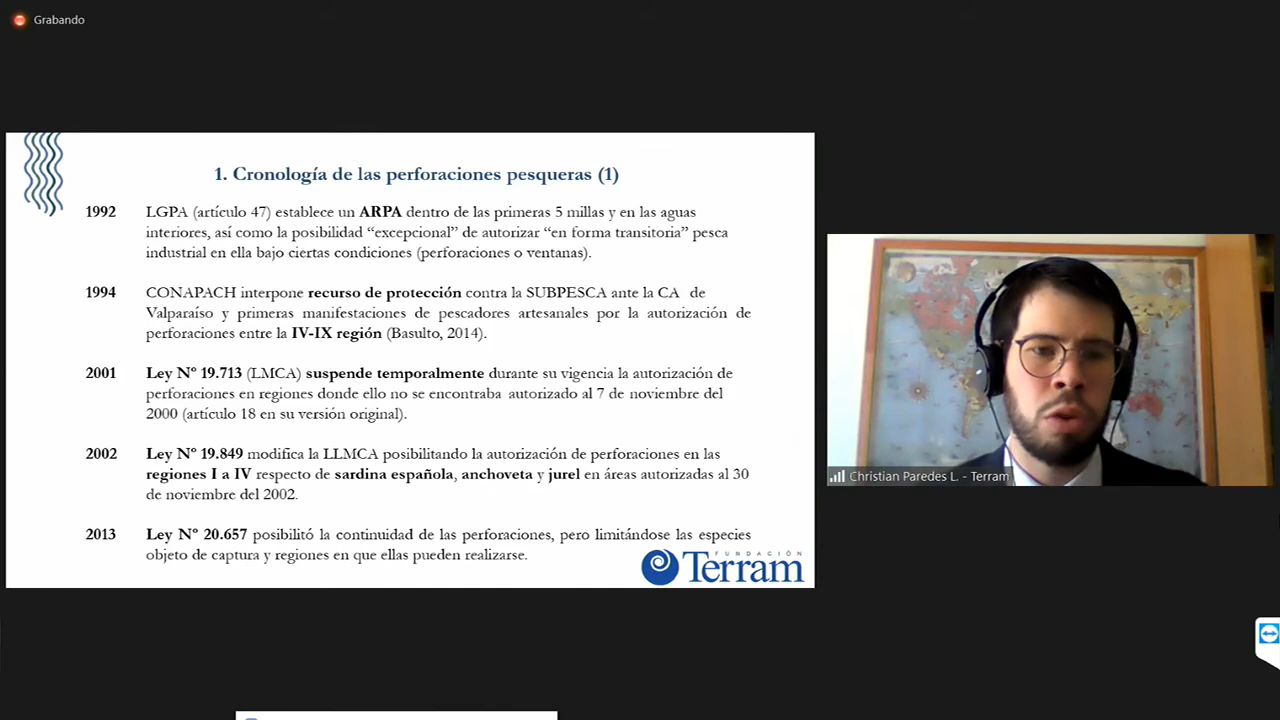 Grabando
1. Cronología de las perforaciones pesqueras (1)
1992 LGPA (artículo 47) establece un ARPA dentro de las primeras 5 millas y en las aguas
interiores, así como la posibilidad “excepcional” de autorizar “en forma transitoria” pesca
industrial en ella bajo ciertas condiciones (perforaciones o ventanas).
1994 CONAPACH interpone recurso de protección contra la SUBPESCA ante la CA de
Valparaíso y primeras manifestaciones de pescadores artesanales por la autorización de
perforaciones entre la IV-IX región (Basulto, 2014).
2001 Ley Nº 19.713 (LMCA) suspende temporalmente durante su vigencia la autorización de
perforaciones en regiones donde ello no se encontraba autorizado al 7 de noviembre del
2000 (artículo 18 en su versión original).
2002 Ley Nº 19.849 modifica la LLMCA posibilitando la autorización de perforaciones en las
regiones I a IV respecto de sardina española, anchoveta y jurel en áreas autorizadas al 30
de noviembre del 2002.
2013 Ley Nº 20.657 posibilitó la continuidad de las perforaciones, pero limitándose las especies
objeto de captura y regiones en que ellas pueden realizarse.
FUNDACIÓN
Terram
Christian Paredes L. - Terram